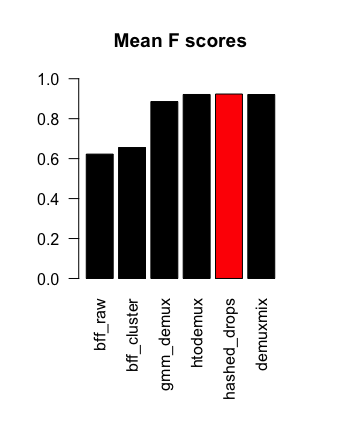 Mean F scores
1.0
0.8
0.6
0.4
0.2
0.0
bff_raw
bff_cluster
gmm_demux
htodemux
hashed_drops
demuxmix